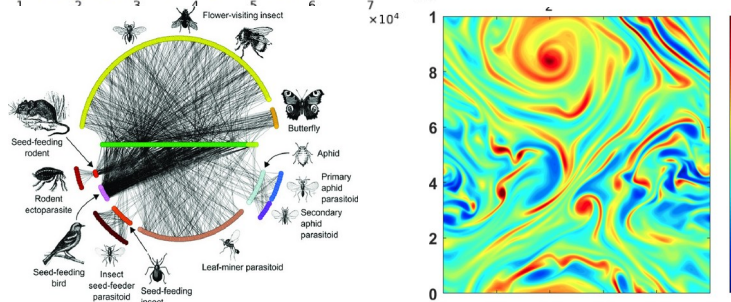 1 2 3 4 5 6 7
×10⁴
Flower-visiting insect
Butterfly
Seed-feeding
rodent
Aphid
Primary
aphid
parasitoid
Rodent
ectoparasite
Secondary
aphid
parasitoid
Leaf-miner parasitoid
Seed-feeding
bird
Insect
seed-feeder
parasitoid
Seed-feeding
insect
1
8
6
4
2
0